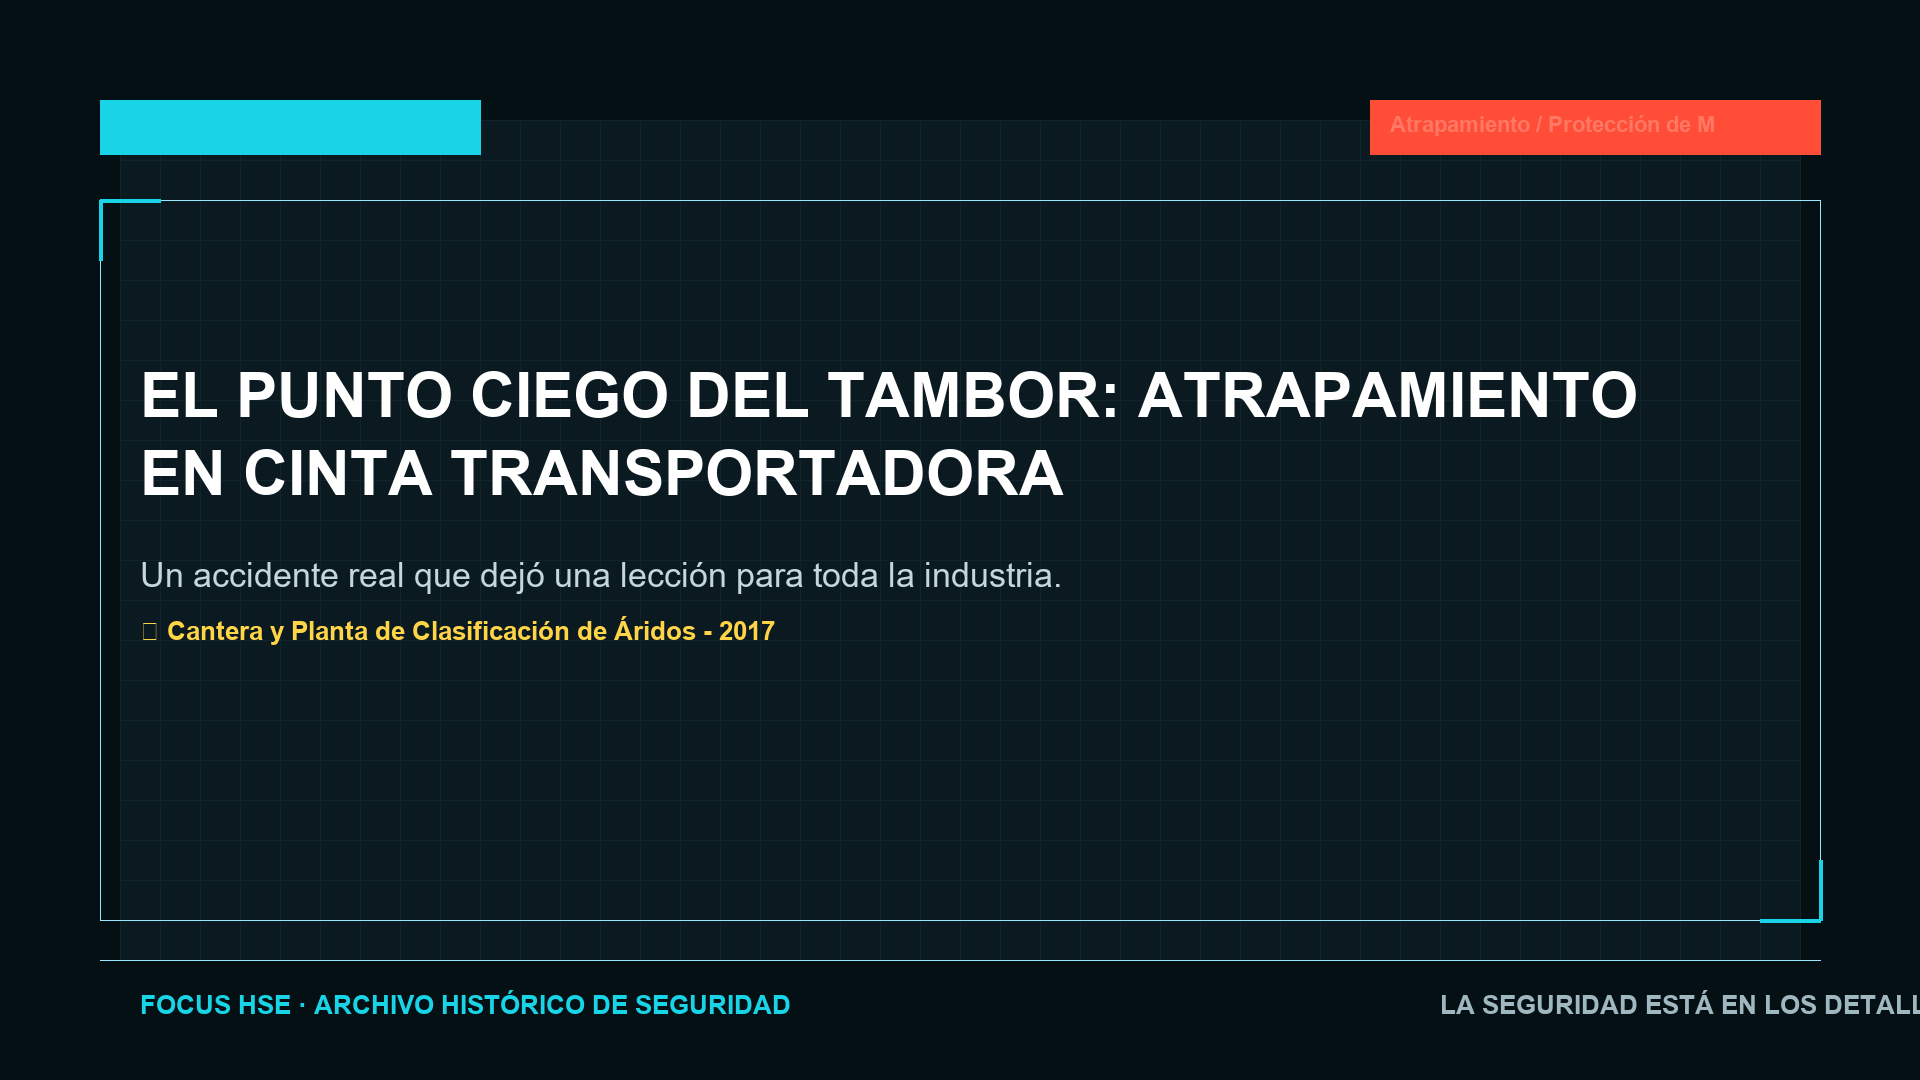 Atrapamiento / Protección de M
EL PUNTO CIEGO DEL TAMBOR: ATRAPAMIENTO
EN CINTA TRANSPORTADORA
Un accidente real que dejó una lección para toda la industria.
Cantera y Planta de Clasificación de Áridos - 2017
FOCUS HSE · ARCHIVO HISTÓRICO DE SEGURIDAD
LA SEGURIDAD ESTÁ EN LOS DETALL